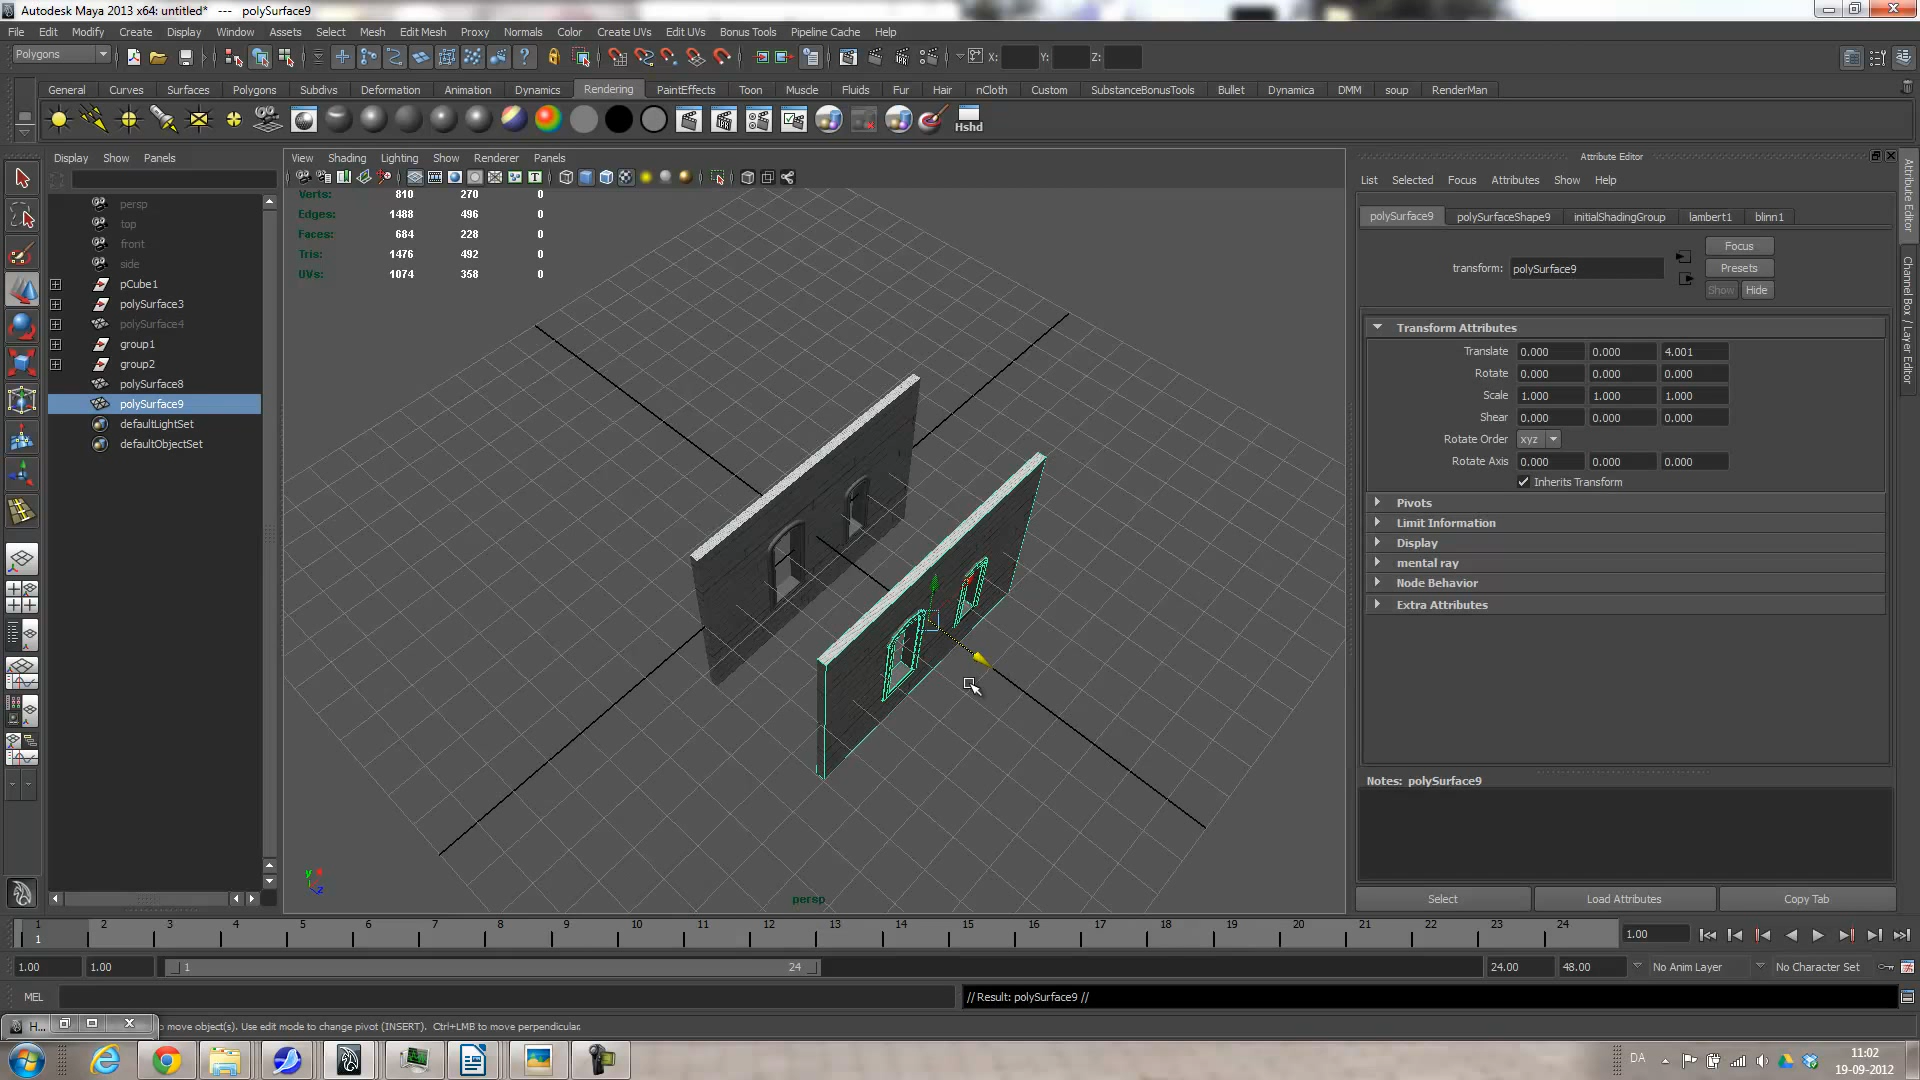 Autodesk Maya 2013 x64: untitled* --- polySurface9
File Edit Modify Create Display Window Assets Select Mesh Edit Mesh Proxy Normals Color Create UVs Edit UVs Bonus Tools Pipeline Cache Help
Polygons X: Y: Z:
General Curves Surfaces Polygons Subdivs Deformation Animation Dynamics Rendering PaintEffects Toon Muscle Fluids Fur Hair nCloth Custom SubstanceBonusTools Bullet Dynamica DMM soup RenderMan
Hshd
Display Show Panels
View Shading Lighting Show Renderer Panels
Attribute Editor
List Selected Focus Attributes Show Help
Verts: 810 270 0
Edges: 1488 496 0
Faces: 684 228 0
Tris: 1476 492 0
UVs: 1074 358 0
persp
top
front
side
pCube1
polySurface3
polySurface4
group1
group2
polySurface8
polySurface9
defaultLightSet
defaultObjectSet
y
z
persp
polySurface9 polySurfaceShape9 initialShadingGroup lambert1 blinn1
Focus
transform: polySurface9 Presets
Show Hide
Transform Attributes
Translate 0.000 0.000 4.001
Rotate 0.000 0.000 0.000
Scale 1.000 1.000 1.000
Shear 0.000 0.000 0.000
Rotate Order xyz
Rotate Axis 0.000 0.000 0.000
Inherits Transform
Pivots
Limit Information
Display
mental ray
Node Behavior
Extra Attributes
Notes: polySurface9
Select Load Attributes Copy Tab
Attribute Editor
Channel Box / Layer Editor
1 2 3 4 5 6 7 8 9 10 11 12 13 14 15 16 17 18 19 20 21 22 23 24
1 1.00
1.00 1.00 1 24 24.00 48.00 No Anim Layer No Character Set
MEL // Result: polySurface9 //
H... move object(s). Use edit mode to change pivot (INSERT). Ctrl+LMB to move perpendicular.
DA 11:02
19-09-2012